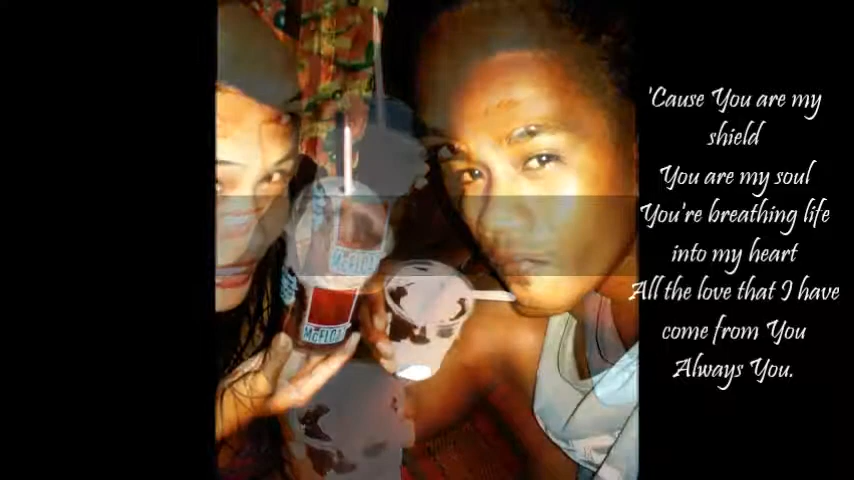 'Cause You are my
shield
You are my soul
You're breathing life
into my heart
All the love that I have
come from You
Always You.